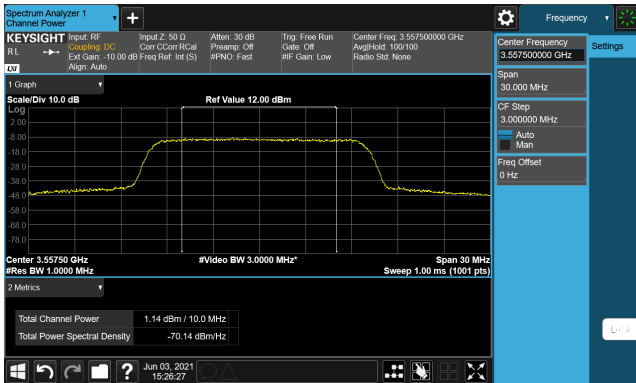 Spectrum Analyzer 1
Channel Power
Frequency
KEYSIGHT
R L
LXI
Input: RF
Coupling: DC
Ext Gain: -10.00 dB
Align: Auto
Input Z: 50 Ω
Corr CCorr RCal
Freq Ref: Int (S)
Atten: 30 dB
Preamp: Off
#PNO: Fast
Trig: Free Run
Gate: Off
#IF Gain: Low
Center Freq: 3.557500000 GHz
Avg|Hold: 100/100
Radio Std: None
Center Frequency
3.557500000 GHz
Settings
Span
30.000 MHz
CF Step
3.000000 MHz
Auto
Man
Freq Offset
0 Hz
1 Graph
Scale/Div 10.0 dB
Ref Value 12.00 dBm
Log
2.00
-8.00
-18.0
-28.0
-38.0
-48.0
-58.0
-68.0
-78.0
Center 3.55750 GHz
#Video BW 3.0000 MHz*
Span 30 MHz
#Res BW 1.0000 MHz
Sweep 1.00 ms (1001 pts)
2 Metrics
Total Channel Power
1.14 dBm / 10.0 MHz
Total Power Spectral Density
-70.14 dBm/Hz
Jun 03, 2021
15:26:27